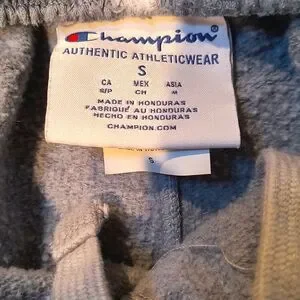 Champion®
AUTHENTIC ATHLETICWEAR
S
CA MEX ASIA
S/P CH M
MADE IN HONDURAS
FABRIQUÉ AU HONDURAS
HECHO EN HONDURAS
CHAMPION.COM
S